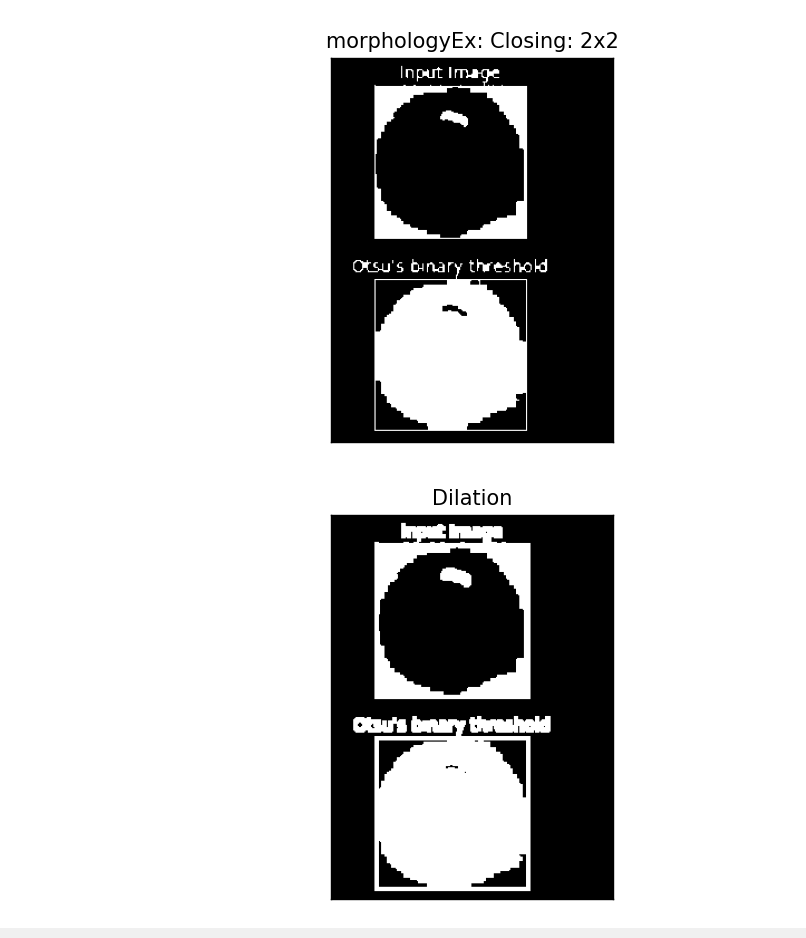 morphologyEx: Closing: 2x2
Input Image
Otsu's binary threshold
Dilation
Input Image
Otsu's binary threshold